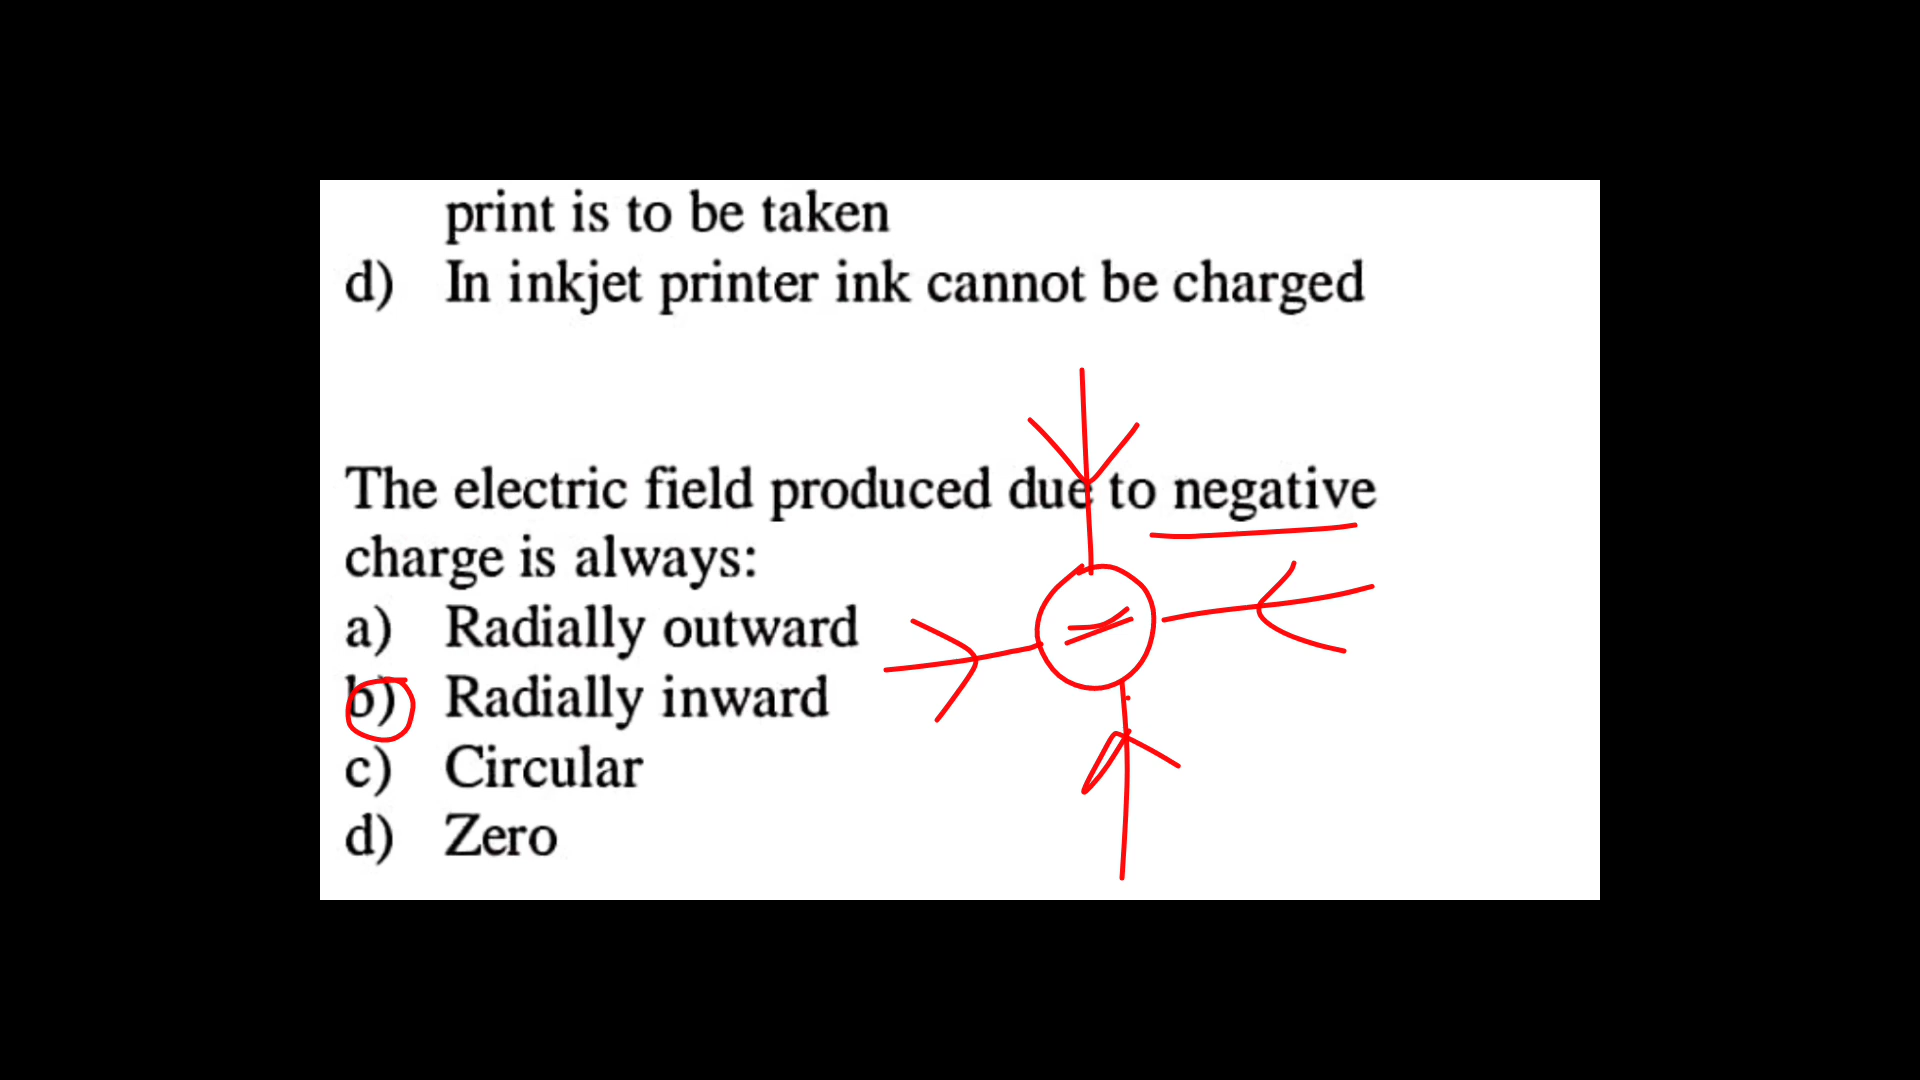 print is to be taken
d) In inkjet printer ink cannot be charged
The electric field produced due to negative
charge is always:
a) Radially outward
b) Radially inward
c) Circular
d) Zero